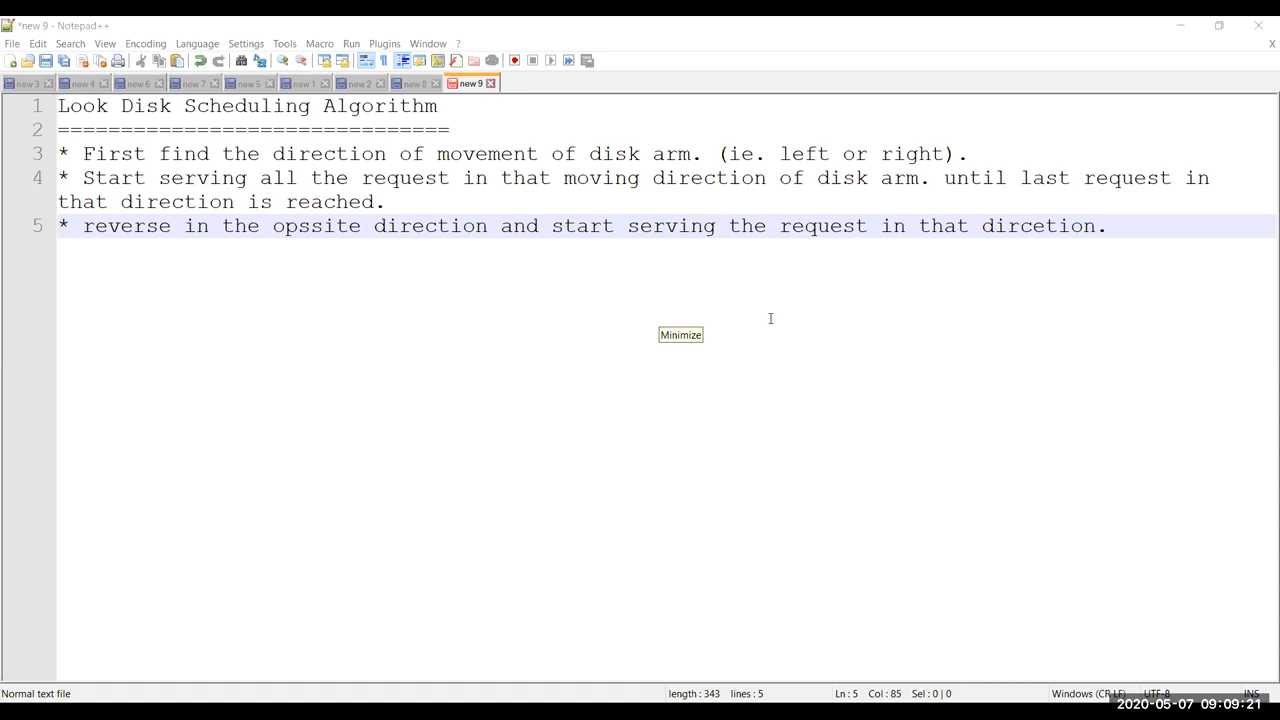 *new 9 - Notepad++
File Edit Search View Encoding Language Settings Tools Macro Run Plugins Window ? X
new 3 new 4 new 6 new 7 new 5 new 1 new 2 new 8 new 9
1 Look Disk Scheduling Algorithm
2 ===============================
3 * First find the direction of movement of disk arm. (ie. left or right).
4 * Start serving all the request in that moving direction of disk arm. until last request in
that direction is reached.
5 * reverse in the opssite direction and start serving the request in that dircetion.
Minimize
Normal text file length : 343 lines : 5 Ln : 5 Col : 85 Sel : 0 | 0 Windows (CR LF) UTF-8 INS
2020-05-07 09:09:21